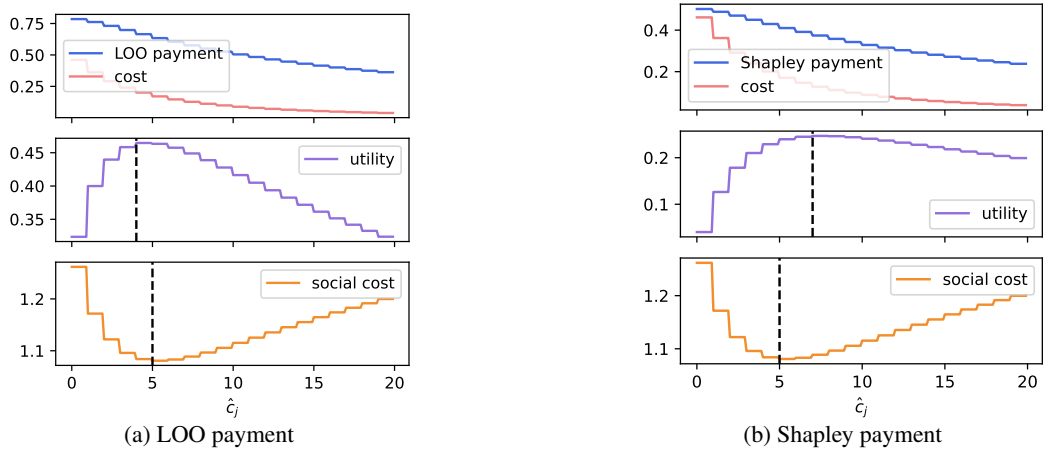 0.75
0.50
0.25
LOO payment
cost
0.45
0.40
0.35
utility
1.2
1.1
social cost
0 5 10 15 20
ĉj
(a) LOO payment
0.4
0.2
Shapley payment
cost
0.2
0.1
utility
1.2
1.1
social cost
0 5 10 15 20
ĉj
(b) Shapley payment